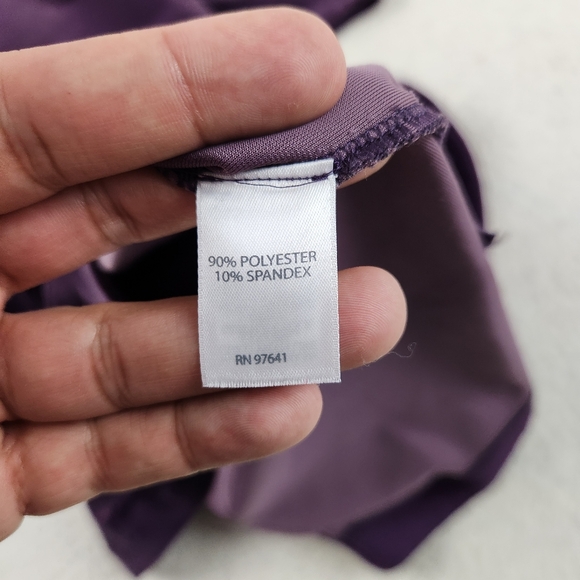 90% POLYESTER
10% SPANDEX
RN 97641